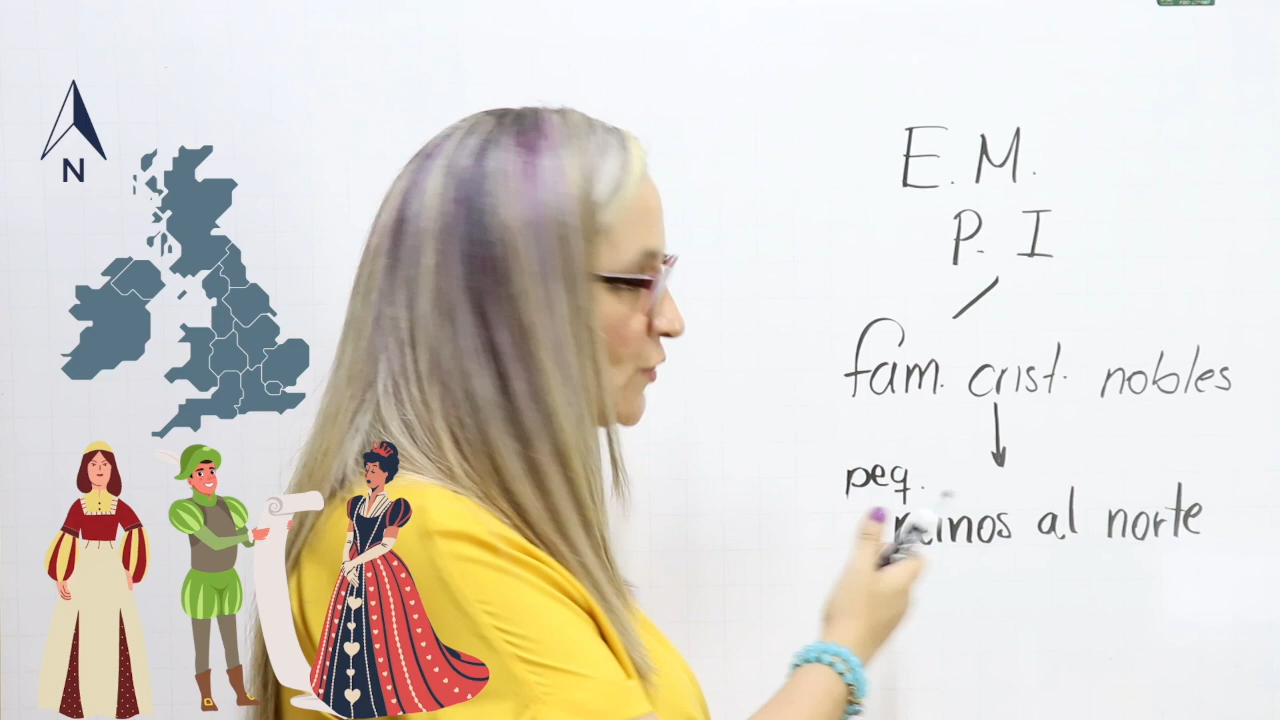 N
E. M.
P. I
fam. crist. nobles
peq.
reinos al norte